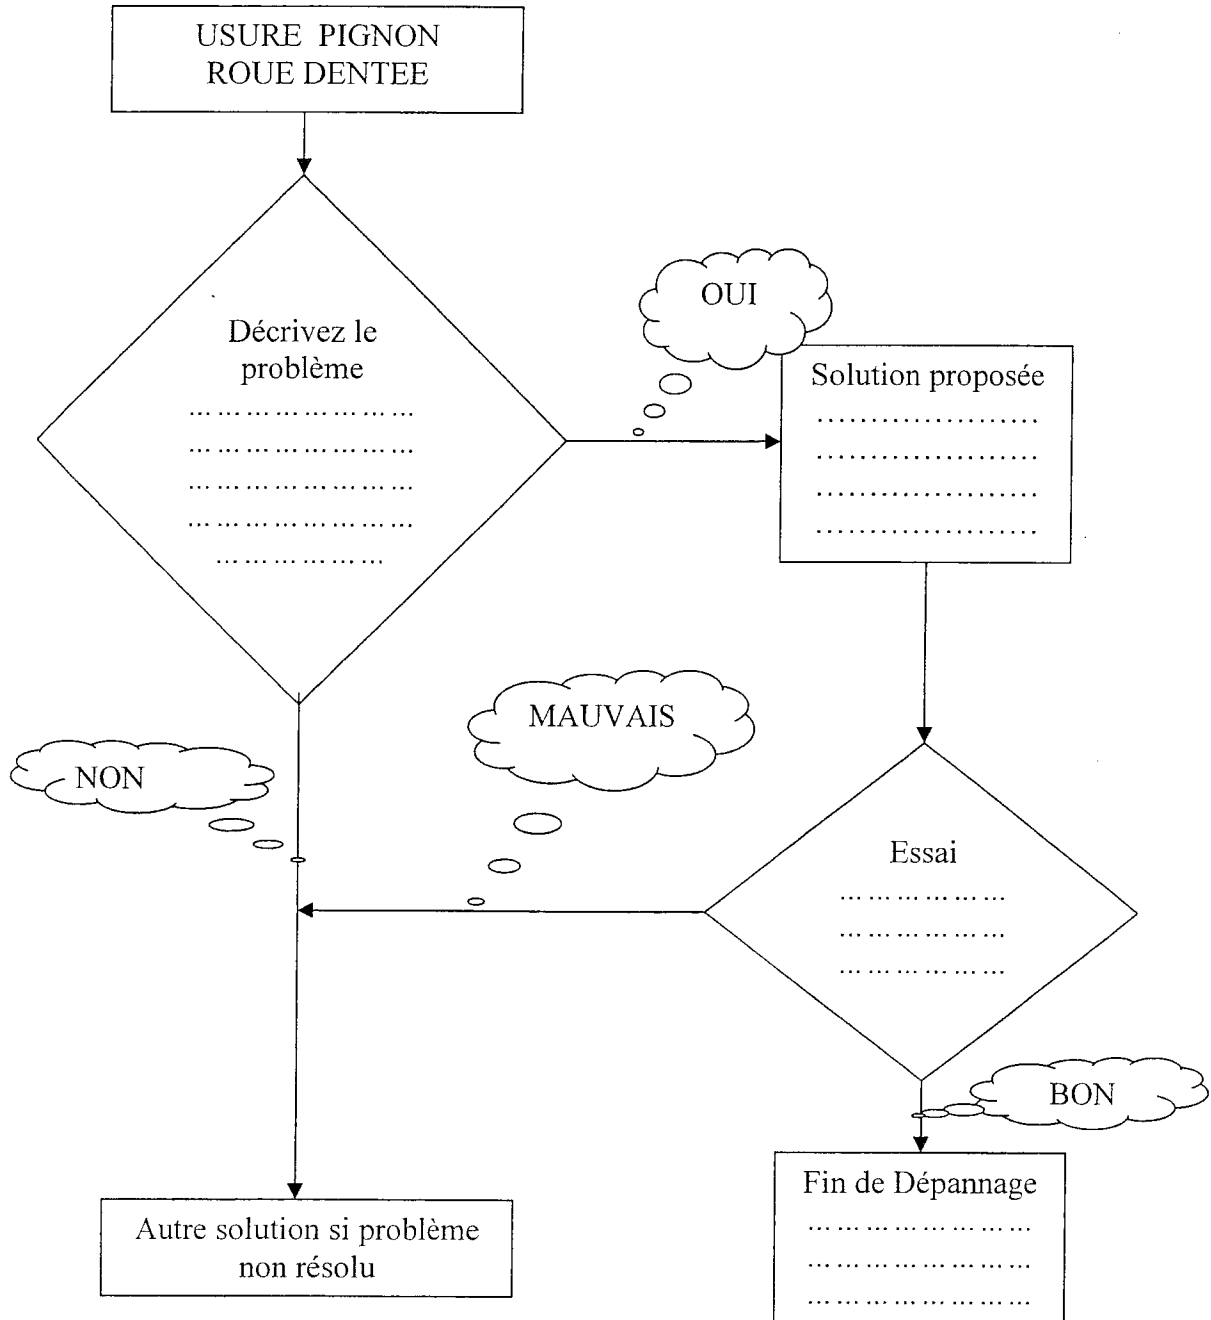 USURE PIGNON
ROUE DENTEE
Décrivez le
problème
… … … … … … … …
… … … … … … … …
… … … … … … … …
… … … … … … … …
… … … … … …
OUI
Solution proposée
.....................
.....................
.....................
.....................
NON
MAUVAIS
Essai
… … … … … …
… … … … … …
… … … … … …
BON
Fin de Dépannage
… … … … … … … …
… … … … … … … …
… … … … … … … …
Autre solution si problème
non résolu